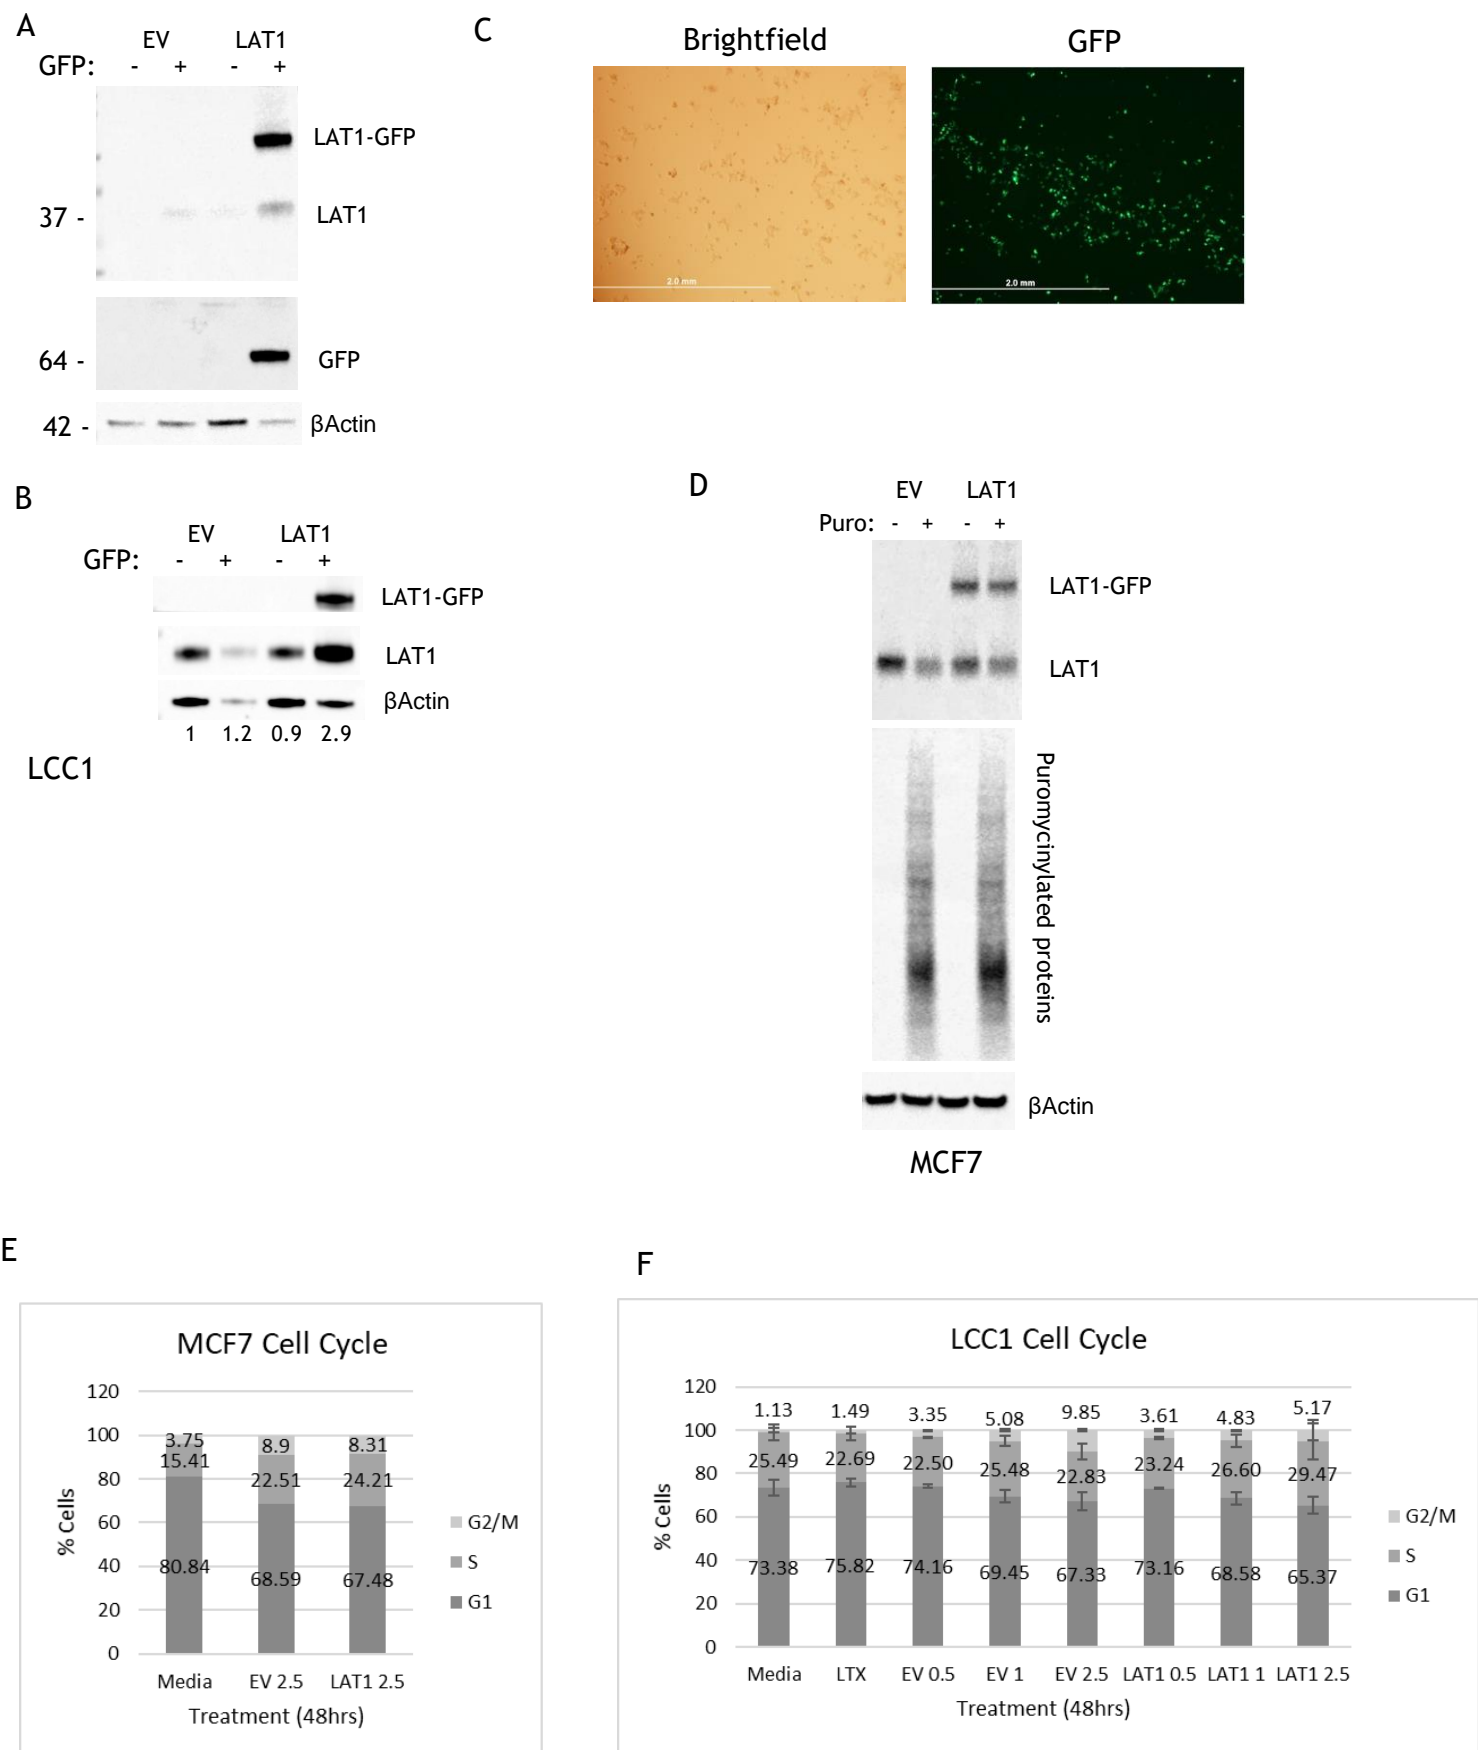 A
EV LAT1
GFP: - + - +
LAT1-GFP
37 - LAT1
64 - GFP
42 - βActin
B
EV LAT1
GFP: - + - +
LAT1-GFP
LAT1
βActin
1 1.2 0.9 2.9
LCC1
C
Brightfield GFP
2.0 mm 2.0 mm
D
EV LAT1
Puro: - + - +
LAT1-GFP
LAT1
Puromycinylated proteins
βActin
MCF7
E
MCF7 Cell Cycle
% Cells
120
100
80
60
40
20
0
3.75 8.9 8.31
15.41 22.51 24.21
80.84 68.59 67.48
G2/M
S
G1
Media EV 2.5 LAT1 2.5
Treatment (48hrs)
F
LCC1 Cell Cycle
% Cells
120
100
80
60
40
20
0
1.13 1.49 3.35 5.08 9.85 3.61 4.83 5.17
25.49 22.69 22.50 25.48 22.83 23.24 26.60 29.47
73.38 75.82 74.16 69.45 67.33 73.16 68.58 65.37
G2/M
S
G1
Media LTX EV 0.5 EV 1 EV 2.5 LAT1 0.5 LAT1 1 LAT1 2.5
Treatment (48hrs)